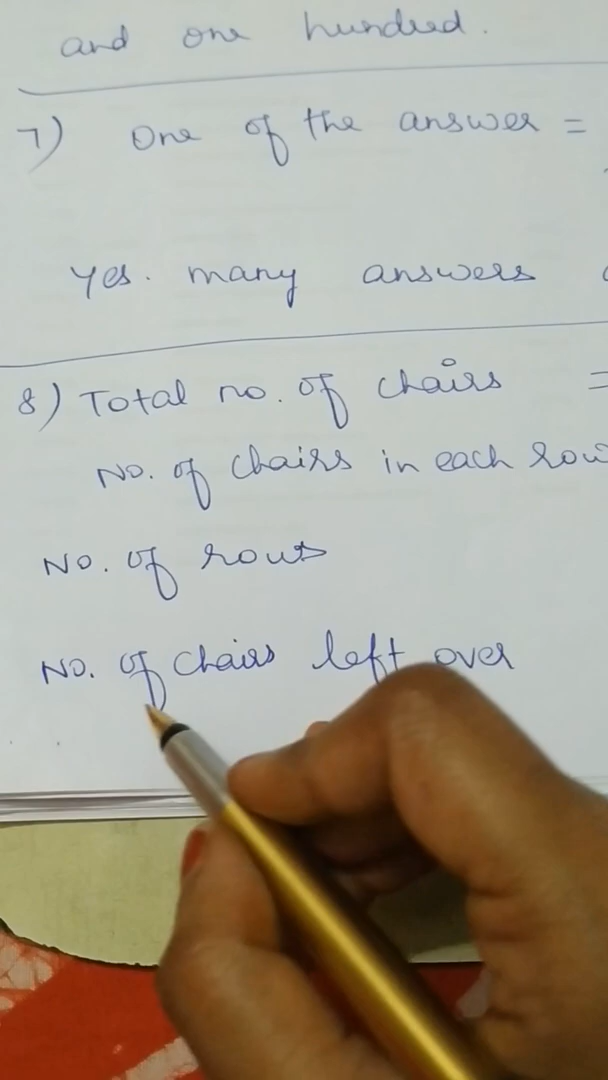 and one hundred.
7) One of the answer =
Yes. many answers
8) Total no. of chairs =
No. of chairs in each row
No. of rows
No. of chairs left over